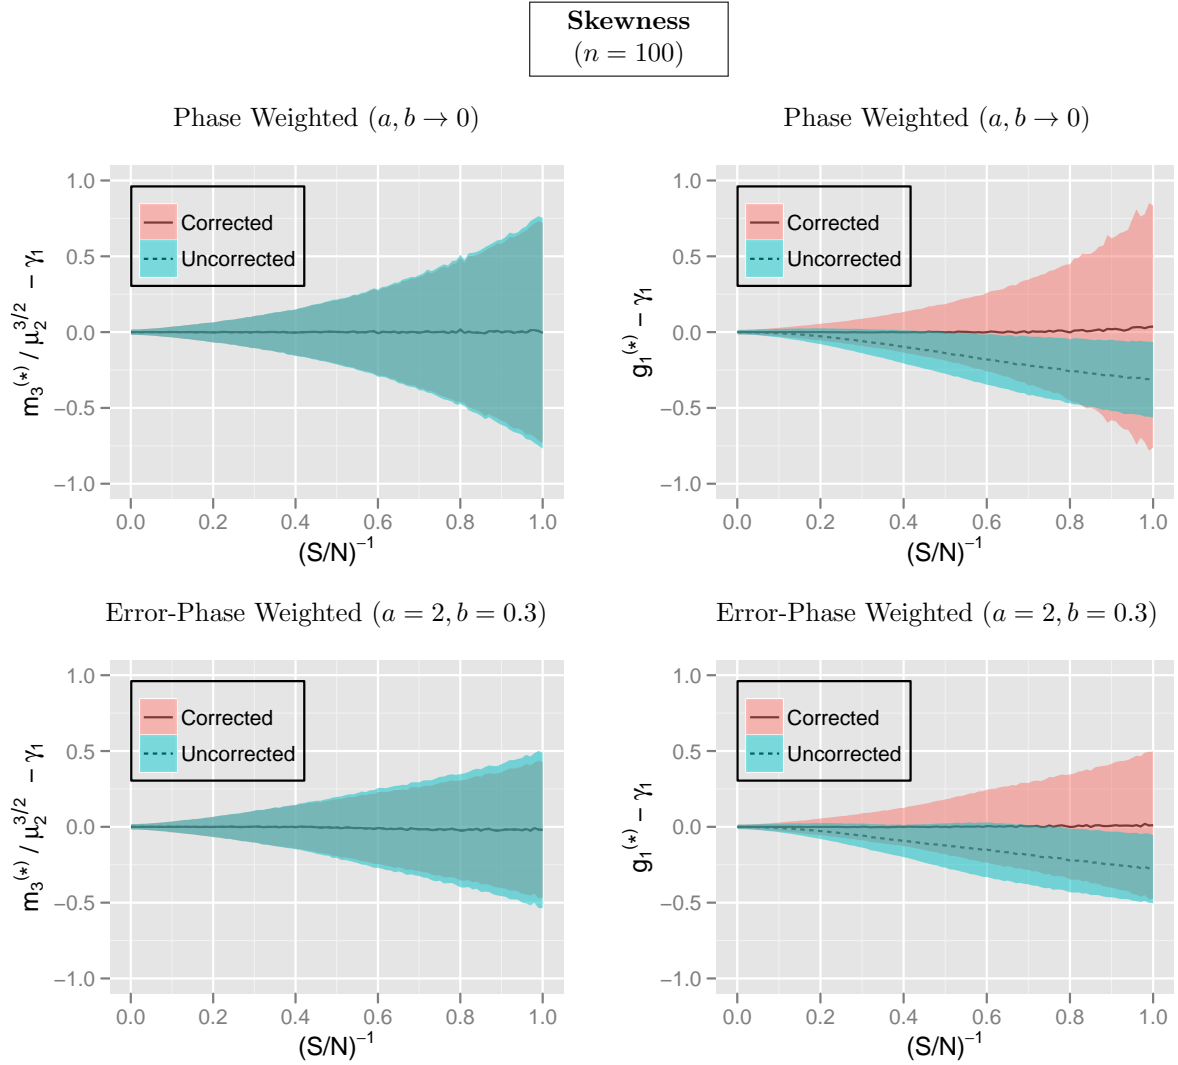 Skewness
(n = 100)
Phase Weighted (a, b → 0)
m₃⁽*⁾ / μ₂^3/2 − γ₁
1.0
0.5
0.0
−0.5
−1.0
Corrected
Uncorrected
0.0 0.2 0.4 0.6 0.8 1.0
(S/N)⁻¹
Phase Weighted (a, b → 0)
g₁⁽*⁾ − γ₁
1.0
0.5
0.0
−0.5
−1.0
Corrected
Uncorrected
0.0 0.2 0.4 0.6 0.8 1.0
(S/N)⁻¹
Error-Phase Weighted (a = 2, b = 0.3)
m₃⁽*⁾ / μ₂^3/2 − γ₁
1.0
0.5
0.0
−0.5
−1.0
Corrected
Uncorrected
0.0 0.2 0.4 0.6 0.8 1.0
(S/N)⁻¹
Error-Phase Weighted (a = 2, b = 0.3)
g₁⁽*⁾ − γ₁
1.0
0.5
0.0
−0.5
−1.0
Corrected
Uncorrected
0.0 0.2 0.4 0.6 0.8 1.0
(S/N)⁻¹